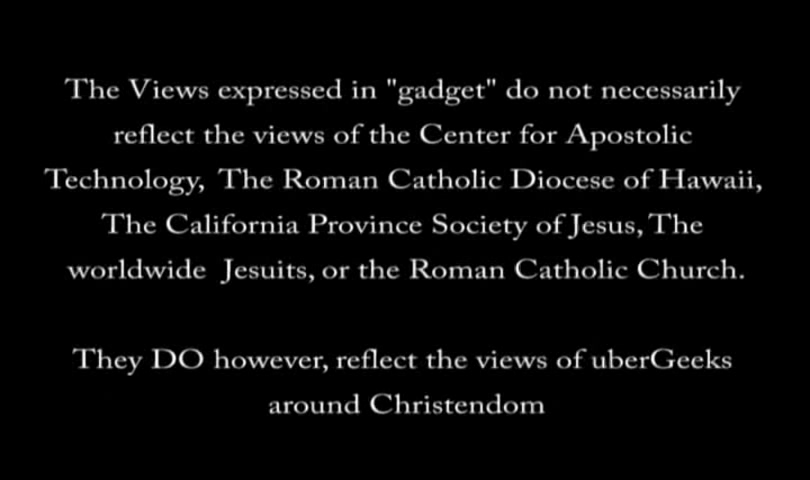 The Views expressed in "gadget" do not necessarily
reflect the views of the Center for Apostolic
Technology, The Roman Catholic Diocese of Hawaii,
The California Province Society of Jesus, The
worldwide Jesuits, or the Roman Catholic Church.
They DO however, reflect the views of uberGeeks
around Christendom